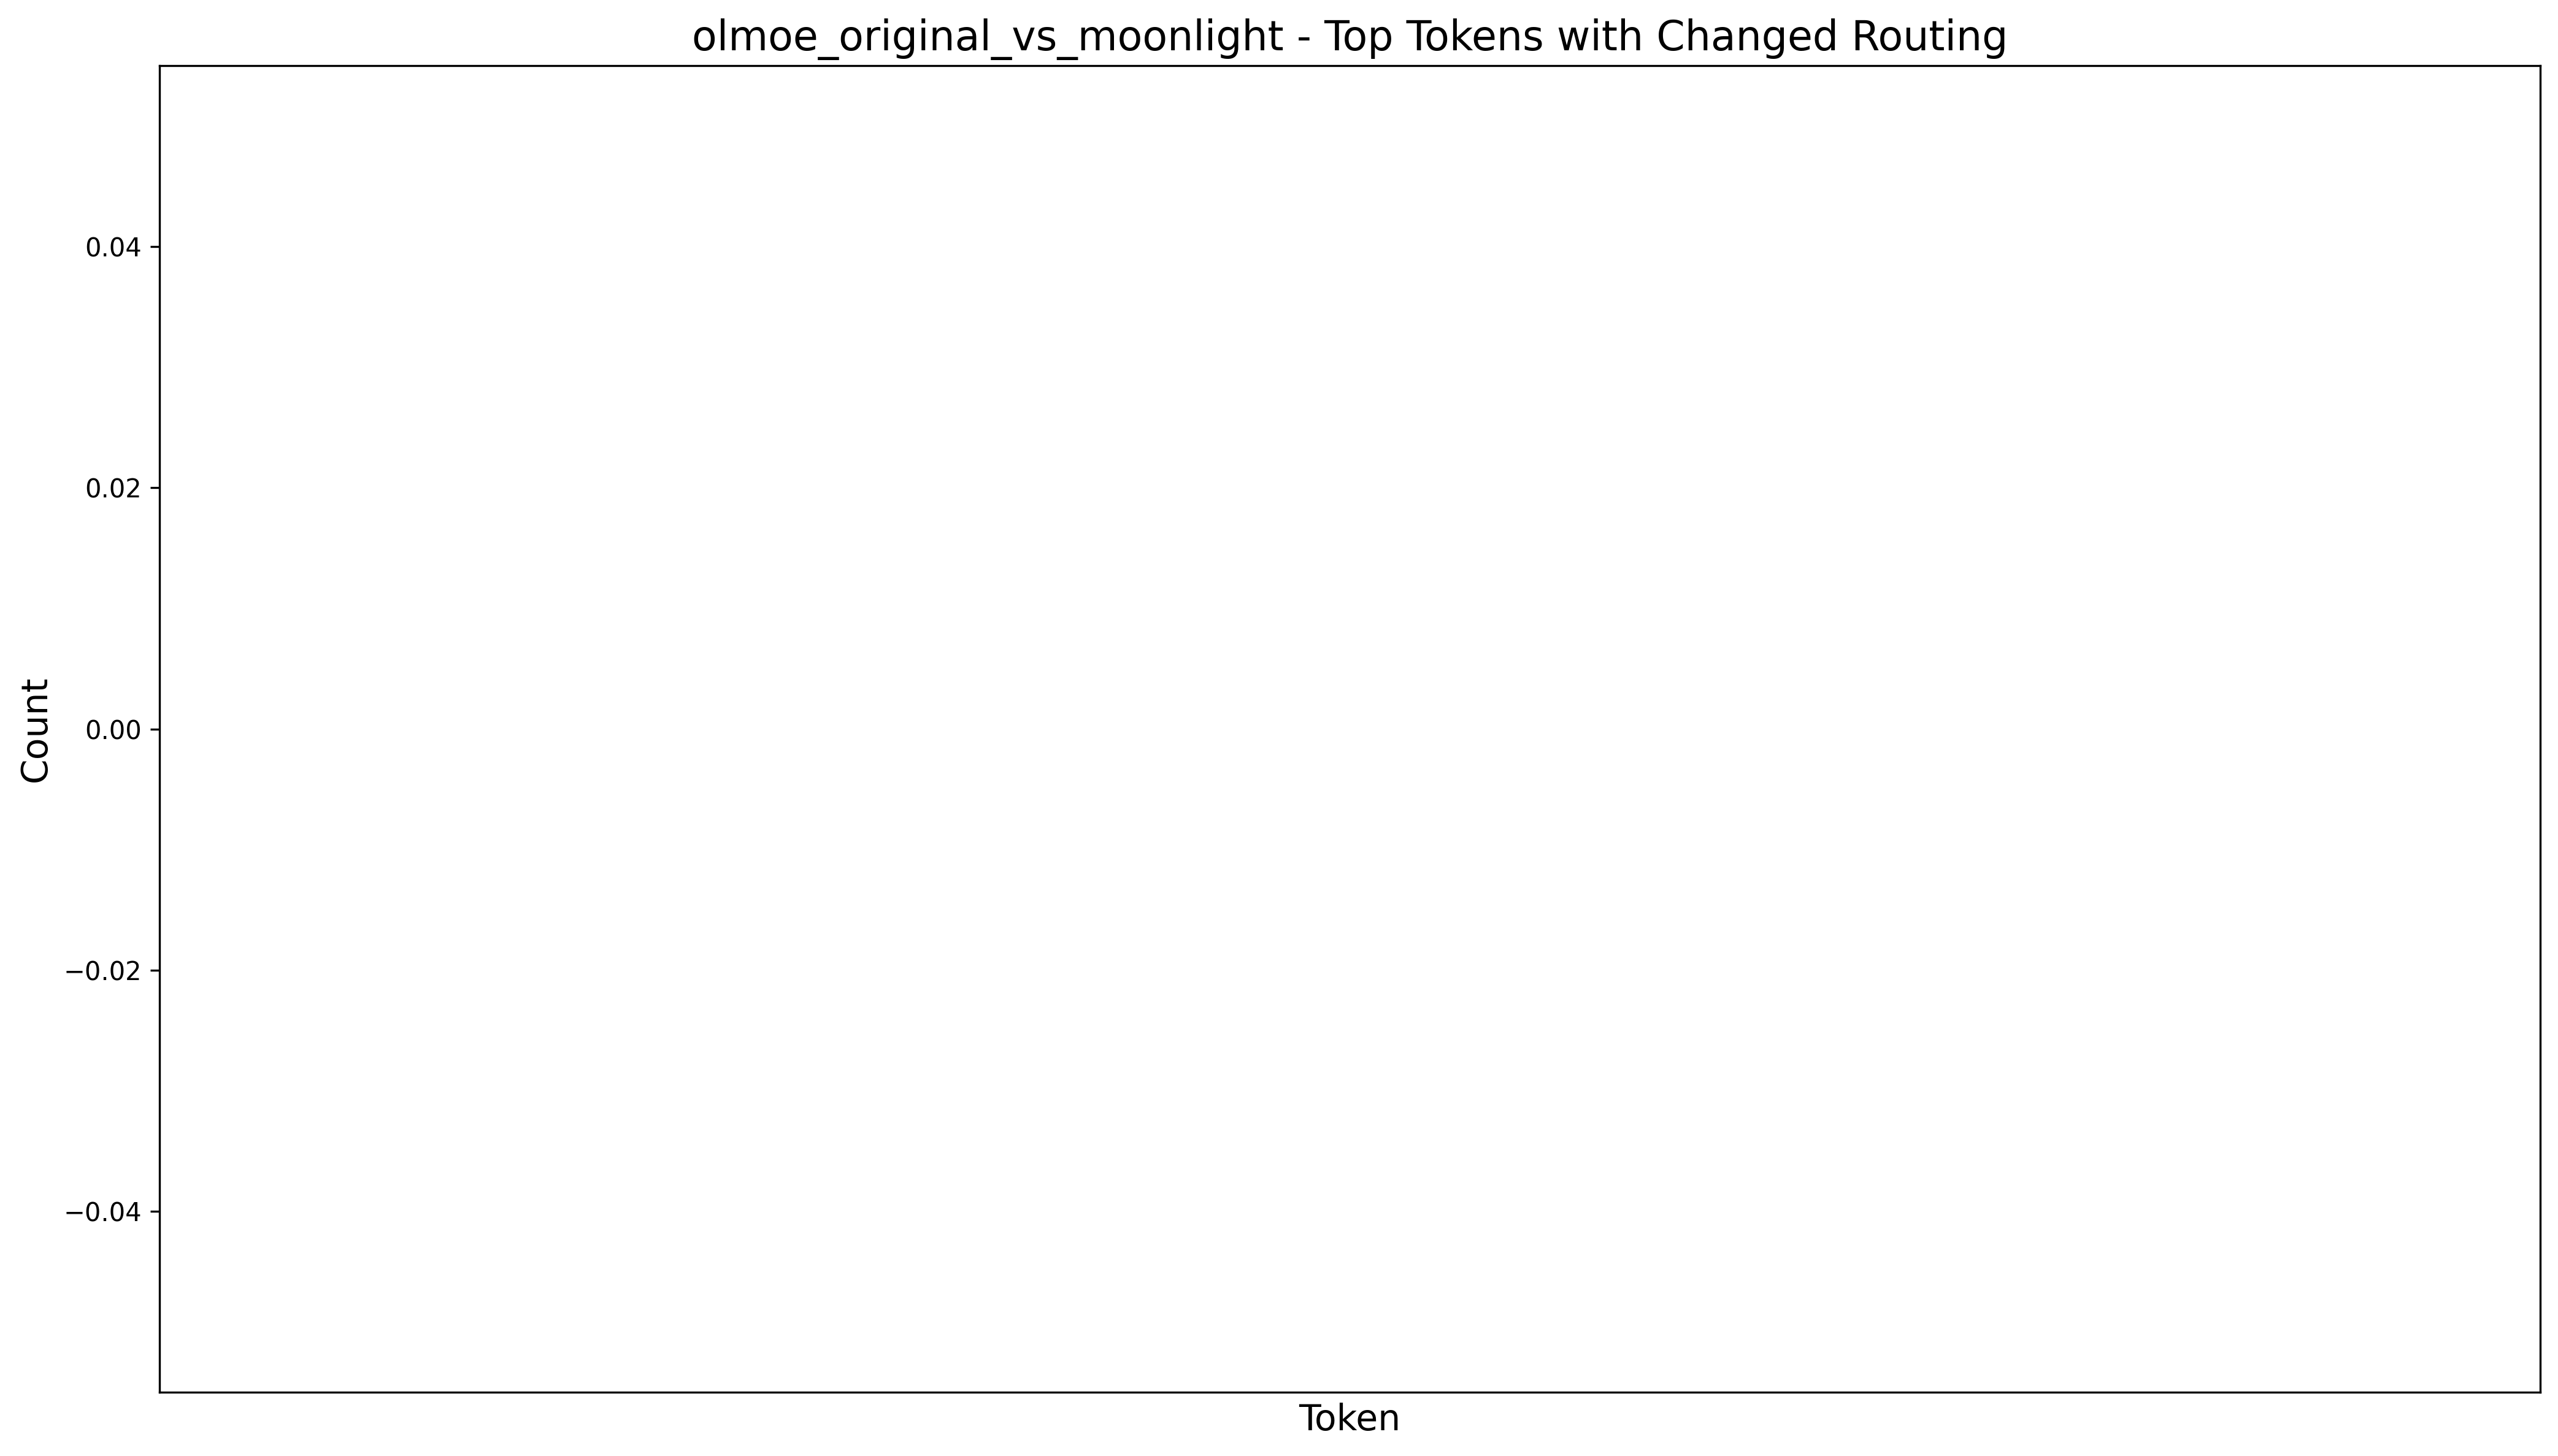 olmoe_original_vs_moonlight - Top Tokens with Changed Routing
0.04
0.02
0.00
−0.02
−0.04
Count
Token